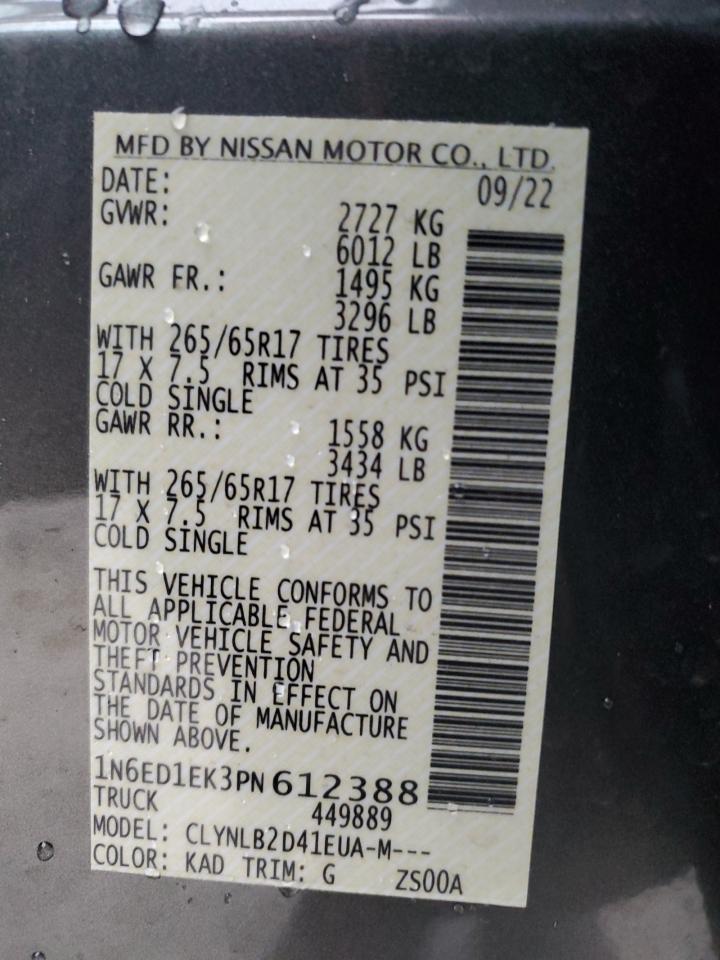 MFD BY NISSAN MOTOR CO., LTD.
DATE: 09/22
GVWR: 2727 KG
6012 LB
GAWR FR.: 1495 KG
3296 LB
WITH 265/65R17 TIRES
17 X 7.5 RIMS AT 35 PSI
COLD SINGLE
GAWR RR.: 1558 KG
3434 LB
WITH 265/65R17 TIRES
17 X 7.5 RIMS AT 35 PSI
COLD SINGLE
THIS VEHICLE CONFORMS TO
ALL APPLICABLE FEDERAL
MOTOR VEHICLE SAFETY AND
THEFT PREVENTION
STANDARDS IN EFFECT ON
THE DATE OF MANUFACTURE
SHOWN ABOVE.
1N6ED1EK3PN612388
TRUCK 449889
MODEL: CLYNLB2D41EUA-M---
COLOR: KAD TRIM: G ZS00A